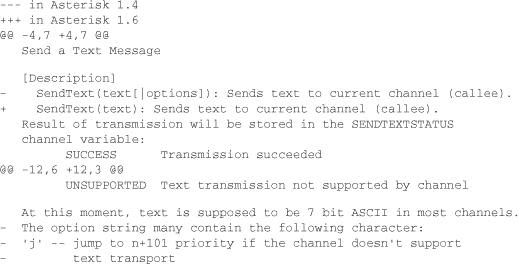 --- in Asterisk 1.4
+++ in Asterisk 1.6
@@ -4,7 +4,7 @@
   Send a Text Message

   [Description]
-    SendText(text[|options]): Sends text to current channel (callee).
+    SendText(text): Sends text to current channel (callee).
   Result of transmission will be stored in the SENDTEXTSTATUS
   channel variable:
         SUCCESS      Transmission succeeded
@@ -12,6 +12,3 @@
         UNSUPPORTED  Text transmission not supported by channel

   At this moment, text is supposed to be 7 bit ASCII in most channels.
-  The option string many contain the following character:
-  'j' -- jump to n+101 priority if the channel doesn't support
-         text transport